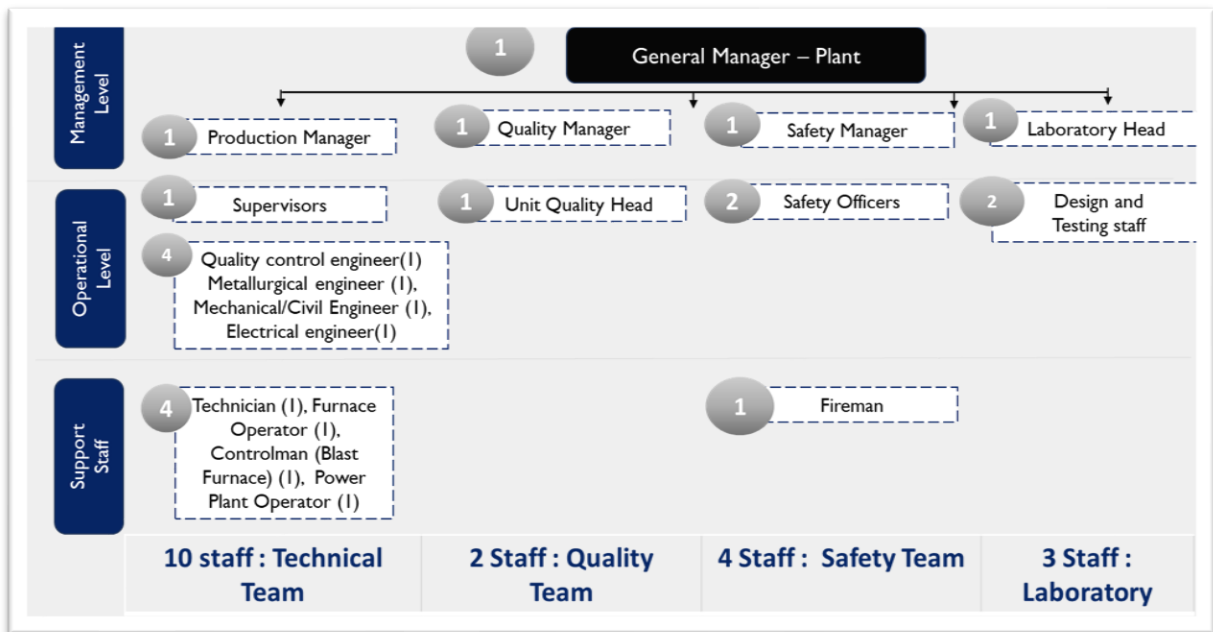 Management
Level
1
General Manager – Plant
1
Production Manager
1
Quality Manager
1
Safety Manager
1
Laboratory Head
Operational
Level
1
Supervisors
1
Unit Quality Head
2
Safety Officers
2
Design and
Testing staff
4
Quality control engineer(1)
Metallurgical engineer (1),
Mechanical/Civil Engineer (1),
Electrical engineer(1)
Support
Staff
4
Technician (1), Furnace
Operator (1),
Controlman (Blast
Furnace) (1), Power
Plant Operator (1)
1
Fireman
10 staff : Technical
Team
2 Staff : Quality
Team
4 Staff : Safety Team
3 Staff :
Laboratory